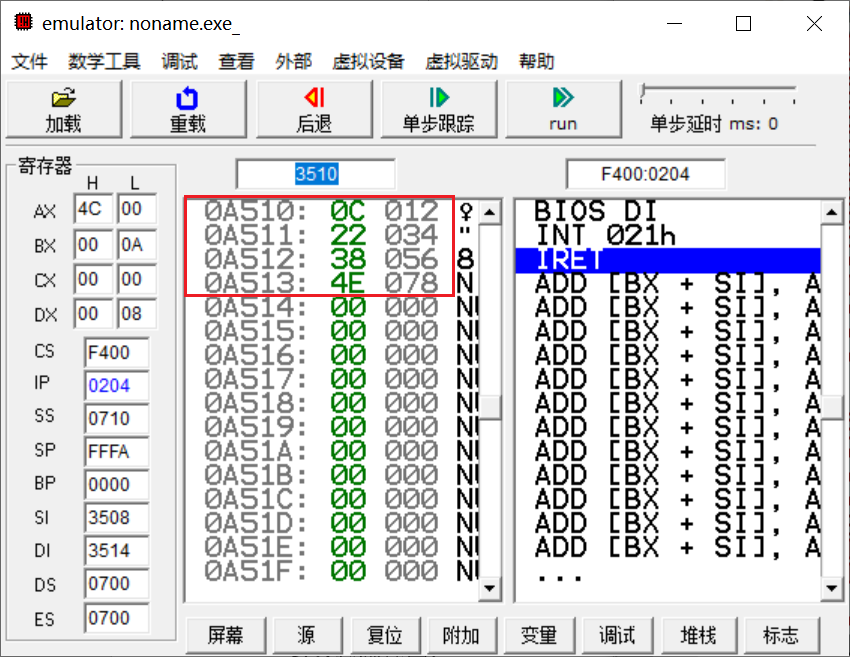 emulator: noname.exe_
文件 数学工具 调试 查看 外部 虚拟设备 虚拟驱动 帮助
加载 重载 后退 单步跟踪 run 单步延时 ms: 0
寄存器
H L
AX 4C 00
BX 00 0A
CX 00 00
DX 00 08
CS F400
IP 0204
SS 0710
SP FFFA
BP 0000
SI 3508
DI 3514
DS 0700
ES 0700
3510
0A510: 0C 012 ♀
0A511: 22 034 "
0A512: 38 056 8
0A513: 4E 078 N
0A514: 00 000 NU
0A515: 00 000 NU
0A516: 00 000 NU
0A517: 00 000 NU
0A518: 00 000 NU
0A519: 00 000 NU
0A51A: 00 000 NU
0A51B: 00 000 NU
0A51C: 00 000 NU
0A51D: 00 000 NU
0A51E: 00 000 NU
0A51F: 00 000 NU
F400:0204
BIOS DI
INT 021h
IRET
ADD [BX + SI], A
ADD [BX + SI], A
ADD [BX + SI], A
ADD [BX + SI], A
ADD [BX + SI], A
ADD [BX + SI], A
ADD [BX + SI], A
ADD [BX + SI], A
ADD [BX + SI], A
ADD [BX + SI], A
ADD [BX + SI], A
ADD [BX + SI], A
...
屏幕 源 复位 附加 变量 调试 堆栈 标志